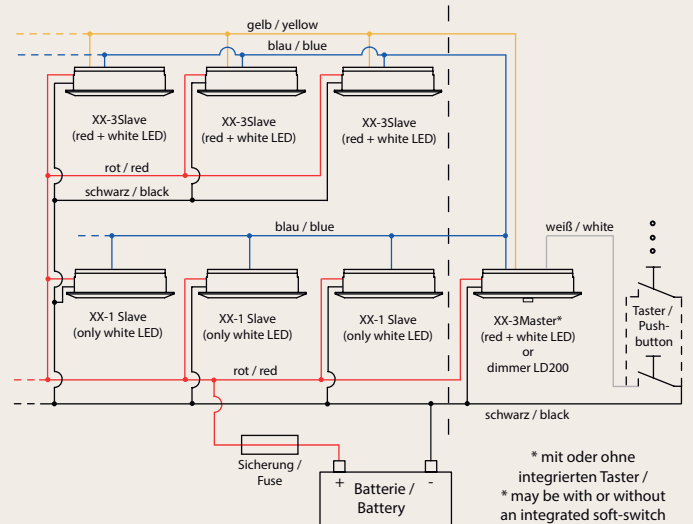 gelb / yellow
blau / blue
XX-3Slave
(red + white LED)
XX-3Slave
(red + white LED)
XX-3Slave
(red + white LED)
rot / red
schwarz / black
blau / blue
weiß / white
XX-1 Slave
(only white LED)
XX-1 Slave
(only white LED)
XX-1 Slave
(only white LED)
XX-3Master*
(red + white LED)
or
dimmer LD200
Taster /
Push-
button
rot / red
schwarz / black
Sicherung /
Fuse
+
-
Batterie /
Battery
* mit oder ohne
integrierten Taster /
* may be with or without
an integrated soft-switch